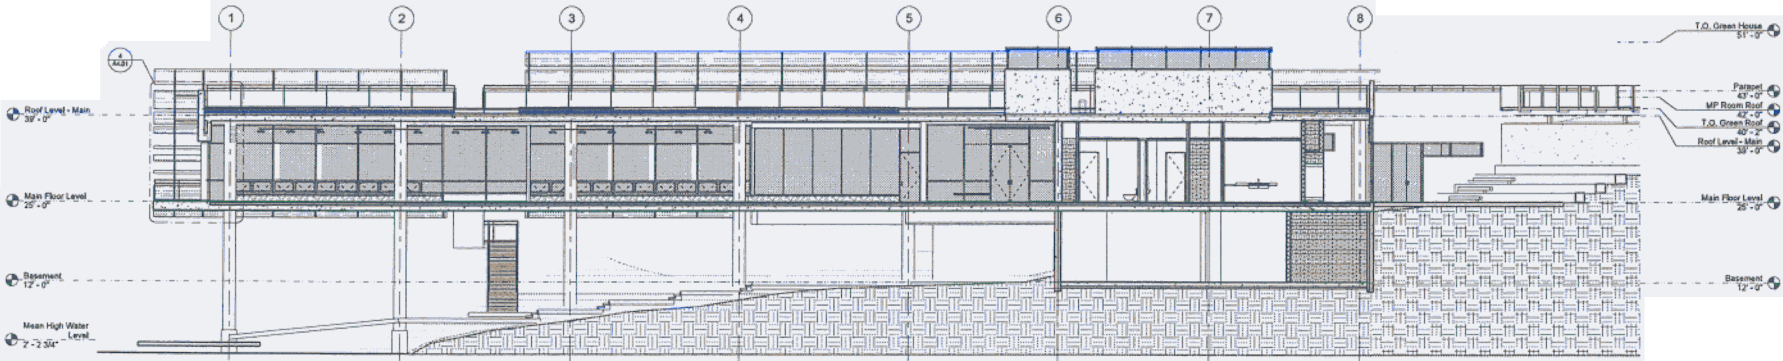 1 2 3 4 5 6 7 8
T.O. Green House
51' - 0"
Roof Level - Main
39' - 0"
Parapet
43' - 0"
MP Room Roof
42' - 0"
T.O. Green Roof
40' - 2"
Roof Level - Main
39' - 0"
Main Floor Level
25' - 0"
Main Floor Level
25' - 0"
Basement
12' - 0"
Basement
12' - 0"
Mean High Water
Level
2' - 2 3/4"